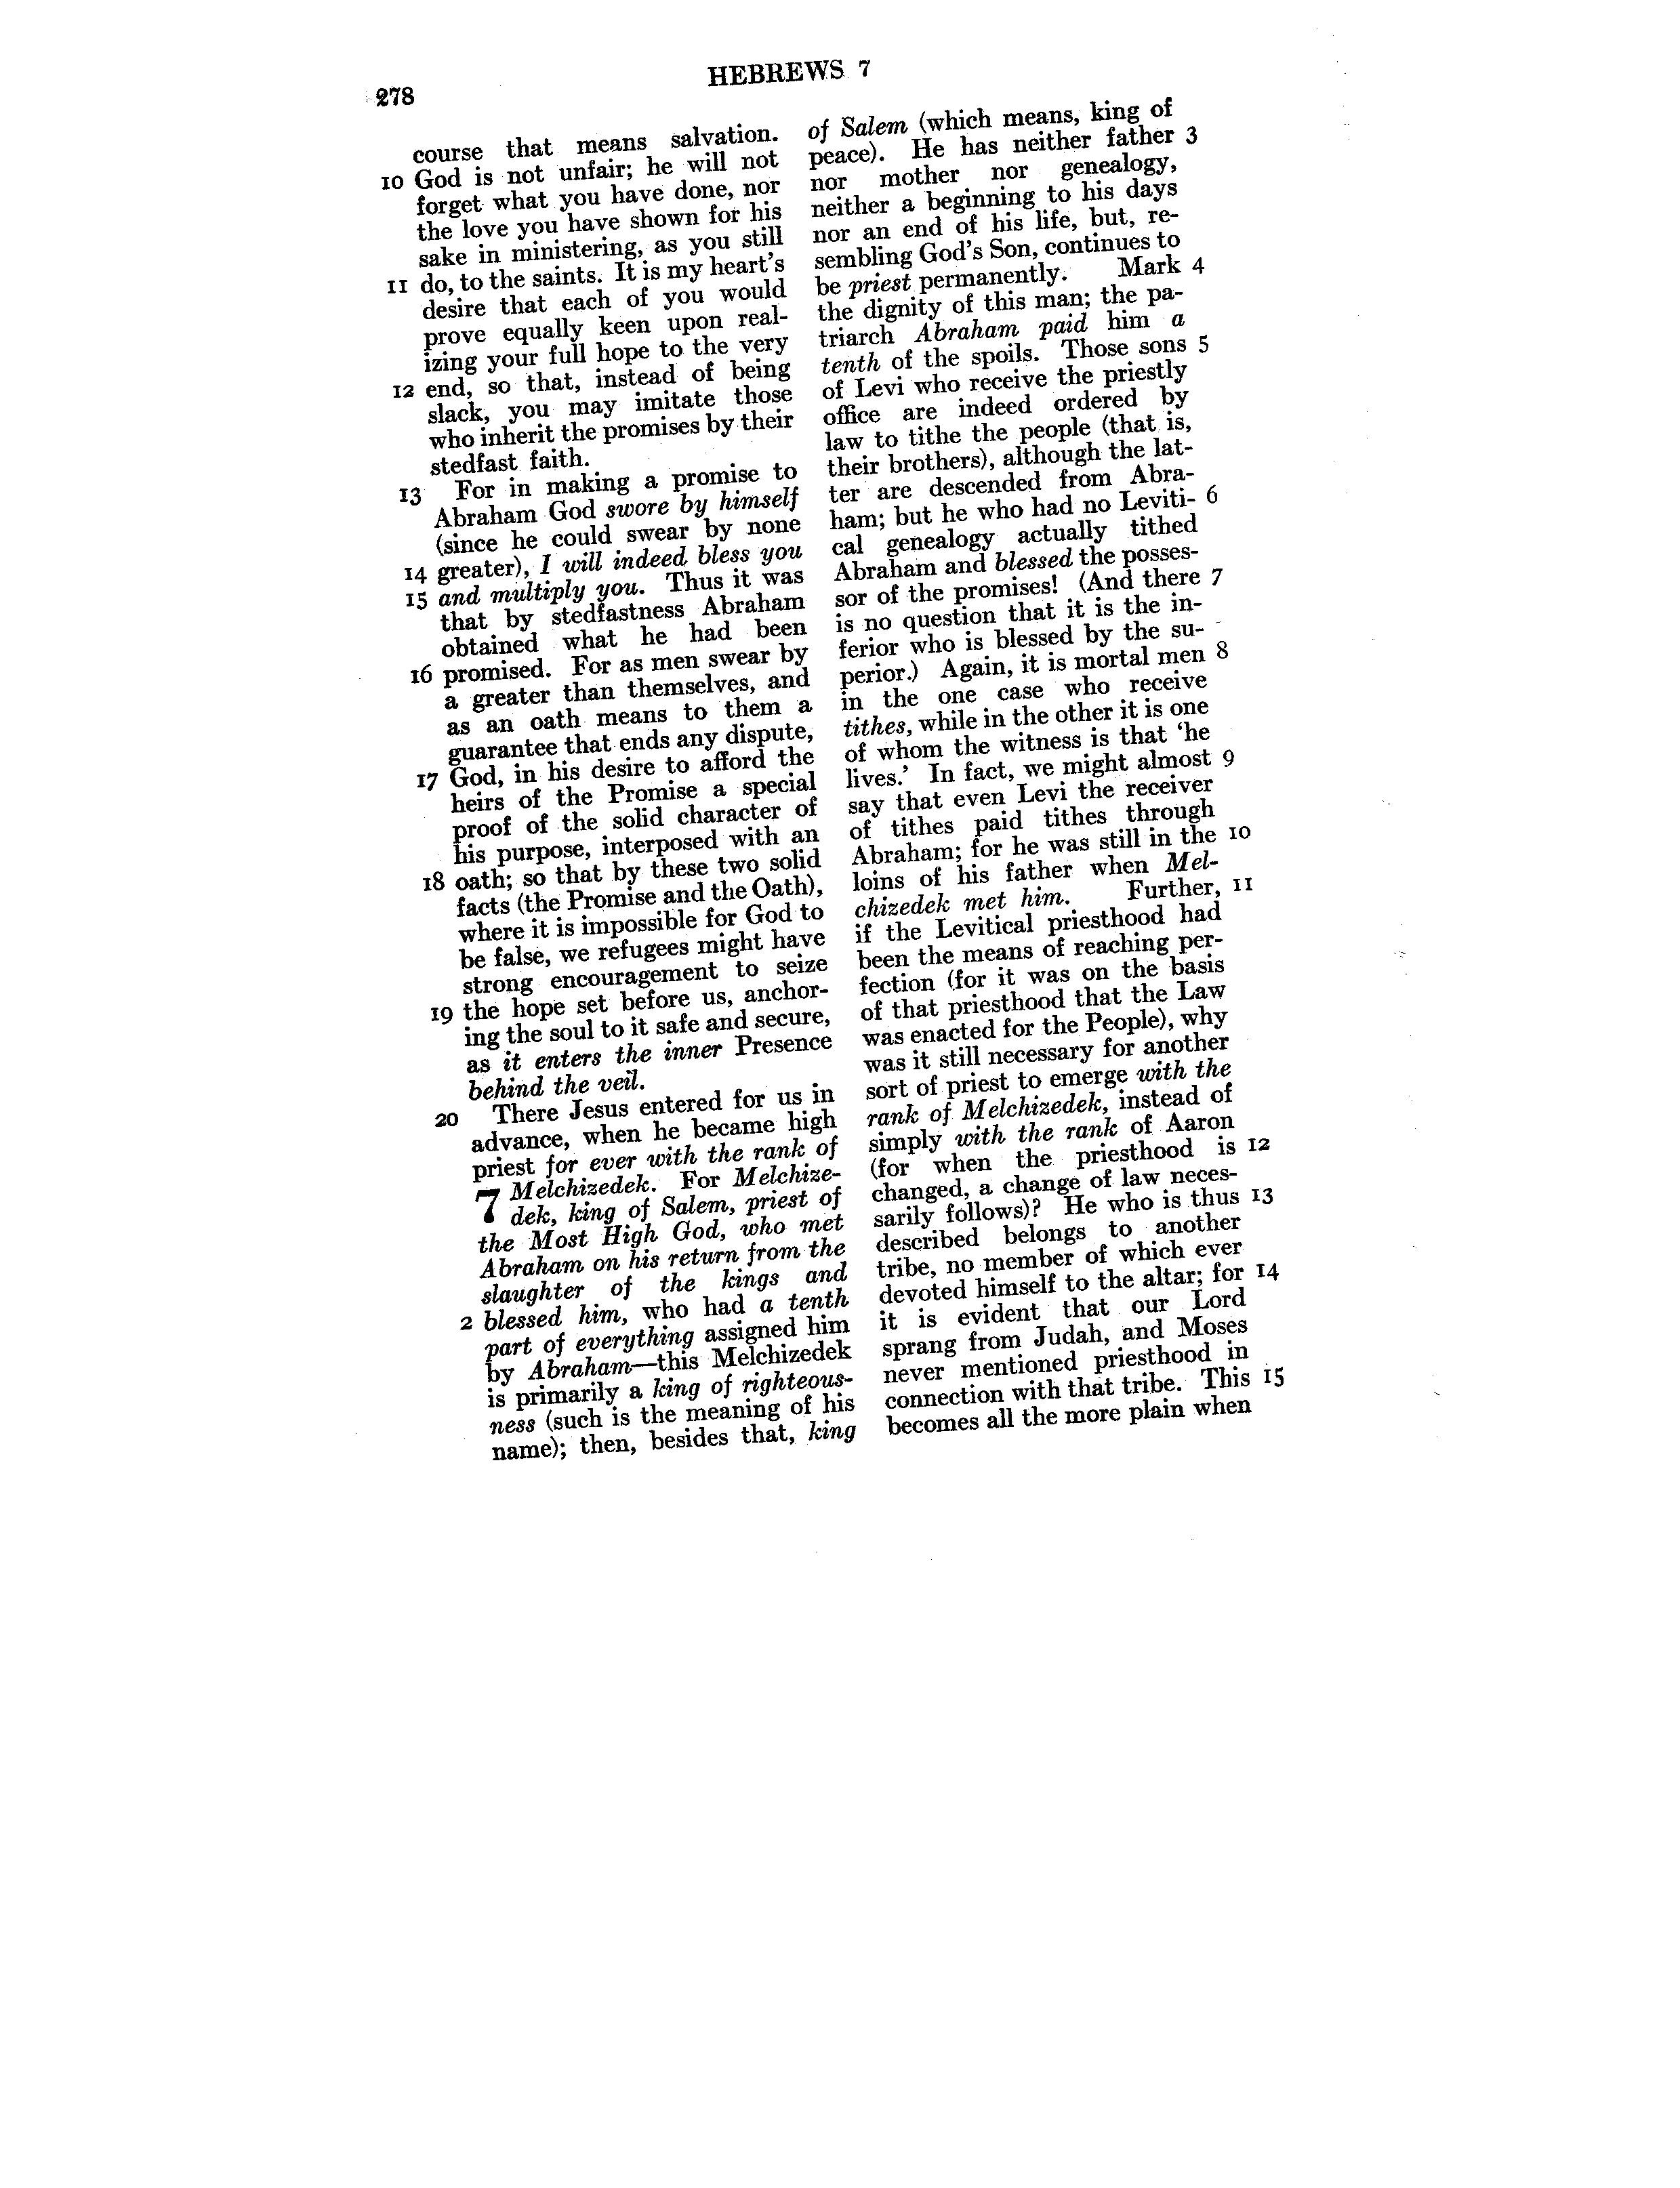 278
HEBREWS 7
course that means salvation.
10 God is not unfair; he will not
forget what you have done, nor
the love you have shown for his
sake in ministering, as you still
11 do, to the saints. It is my heart's
desire that each of you would
prove equally keen upon real-
izing your full hope to the very
12 end, so that, instead of being
slack, you may imitate those
who inherit the promises by their
stedfast faith.
13 For in making a promise to
Abraham God swore by himself
(since he could swear by none
14 greater), I will indeed bless you
15 and multiply you. Thus it was
that by stedfastness Abraham
obtained what he had been
16 promised. For as men swear by
a greater than themselves, and
as an oath means to them a
guarantee that ends any dispute,
17 God, in his desire to afford the
heirs of the Promise a special
proof of the solid character of
his purpose, interposed with an
18 oath; so that by these two solid
facts (the Promise and the Oath),
where it is impossible for God to
be false, we refugees might have
strong encouragement to seize
19 the hope set before us, anchor-
ing the soul to it safe and secure,
as it enters the inner Presence
behind the veil.
20 There Jesus entered for us in
advance, when he became high
priest for ever with the rank of
7 Melchizedek. For Melchize-
dek, king of Salem, priest of
the Most High God, who met
Abraham on his return from the
slaughter of the kings and
2 blessed him, who had a tenth
part of everything assigned him
by Abraham—this Melchizedek
is primarily a king of righteous-
ness (such is the meaning of his
name); then, besides that, king
of Salem (which means, king of
peace). He has neither father 3
nor mother nor genealogy,
neither a beginning to his days
nor an end of his life, but, re-
sembling God's Son, continues to
be priest permanently. Mark 4
the dignity of this man; the pa-
triarch Abraham paid him a
tenth of the spoils. Those sons 5
of Levi who receive the priestly
office are indeed ordered by
law to tithe the people (that is,
their brothers), although the lat-
ter are descended from Abra-
ham; but he who had no Leviti- 6
cal genealogy actually tithed
Abraham and blessed the posses-
sor of the promises! (And there 7
is no question that it is the in-
ferior who is blessed by the su-
perior.) Again, it is mortal men 8
in the one case who receive
tithes, while in the other it is one
of whom the witness is that 'he
lives.' In fact, we might almost 9
say that even Levi the receiver
of tithes paid tithes through
Abraham; for he was still in the 10
loins of his father when Mel-
chizedek met him. Further, 11
if the Levitical priesthood had
been the means of reaching per-
fection (for it was on the basis
of that priesthood that the Law
was enacted for the People), why
was it still necessary for another
sort of priest to emerge with the
rank of Melchizedek, instead of
simply with the rank of Aaron
(for when the priesthood is 12
changed, a change of law neces-
sarily follows)? He who is thus 13
described belongs to another
tribe, no member of which ever
devoted himself to the altar; for 14
it is evident that our Lord
sprang from Judah, and Moses
never mentioned priesthood in
connection with that tribe. This 15
becomes all the more plain when